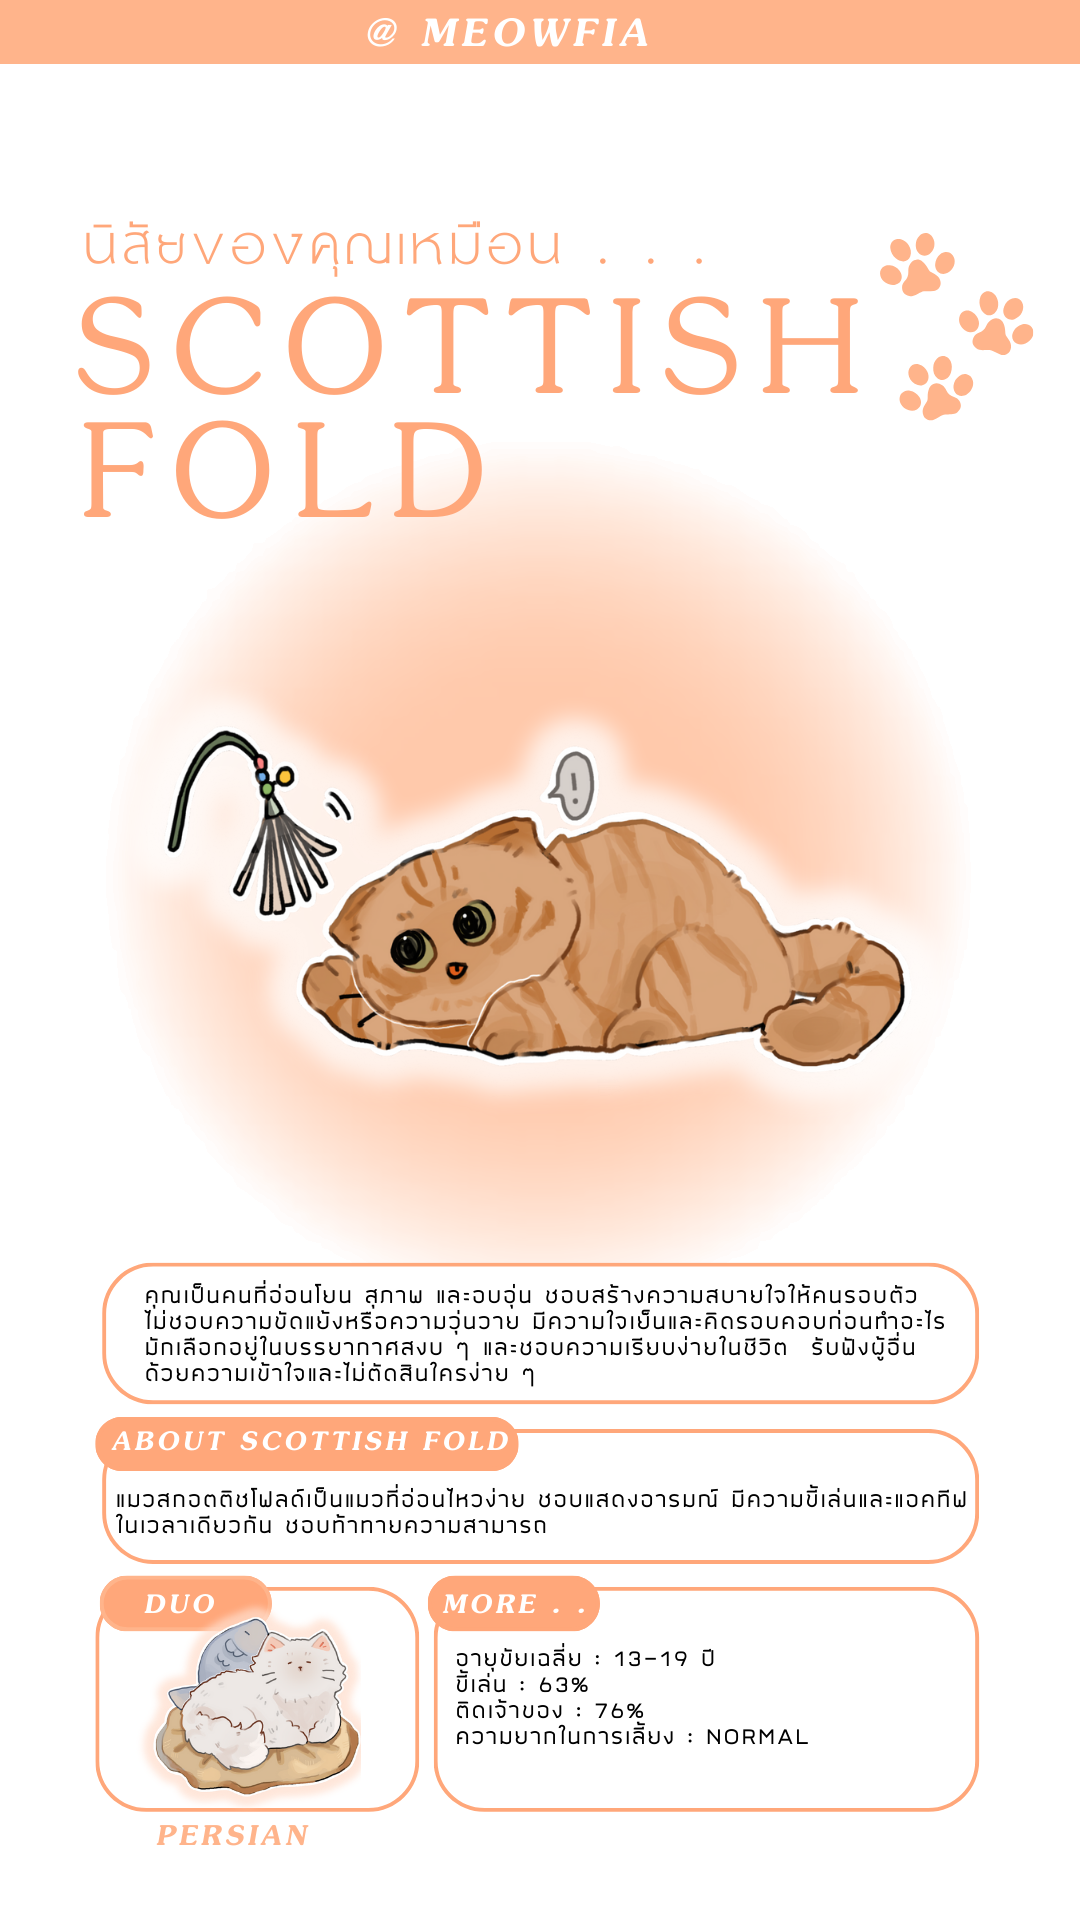 @ MEOWFIA
นิสัยของคุณเหมือน . . .
SCOTTISH
FOLD
!
คุณเป็นคนที่อ่อนโยน สุภาพ และอบอุ่น ชอบสร้างความสบายใจให้คนรอบตัว
ไม่ชอบความขัดแย้งหรือความวุ่นวาย มีความใจเย็นและคิดรอบคอบก่อนทำอะไร
มักเลือกอยู่ในบรรยากาศสงบ ๆ และชอบความเรียบง่ายในชีวิต รับฟังผู้อื่น
ด้วยความเข้าใจและไม่ตัดสินใครง่าย ๆ
ABOUT SCOTTISH FOLD
แมวสกอตติชโฟลด์เป็นแมวที่อ่อนไหวง่าย ชอบแสดงอารมณ์ มีความขี้เล่นและแอคทีฟ
ในเวลาเดียวกัน ชอบท้าทายความสามารถ
DUO
PERSIAN
MORE . .
อายุขัยเฉลี่ย : 13-19 ปี
ขี้เล่น : 63%
ติดเจ้าของ : 76%
ความยากในการเลี้ยง : NORMAL